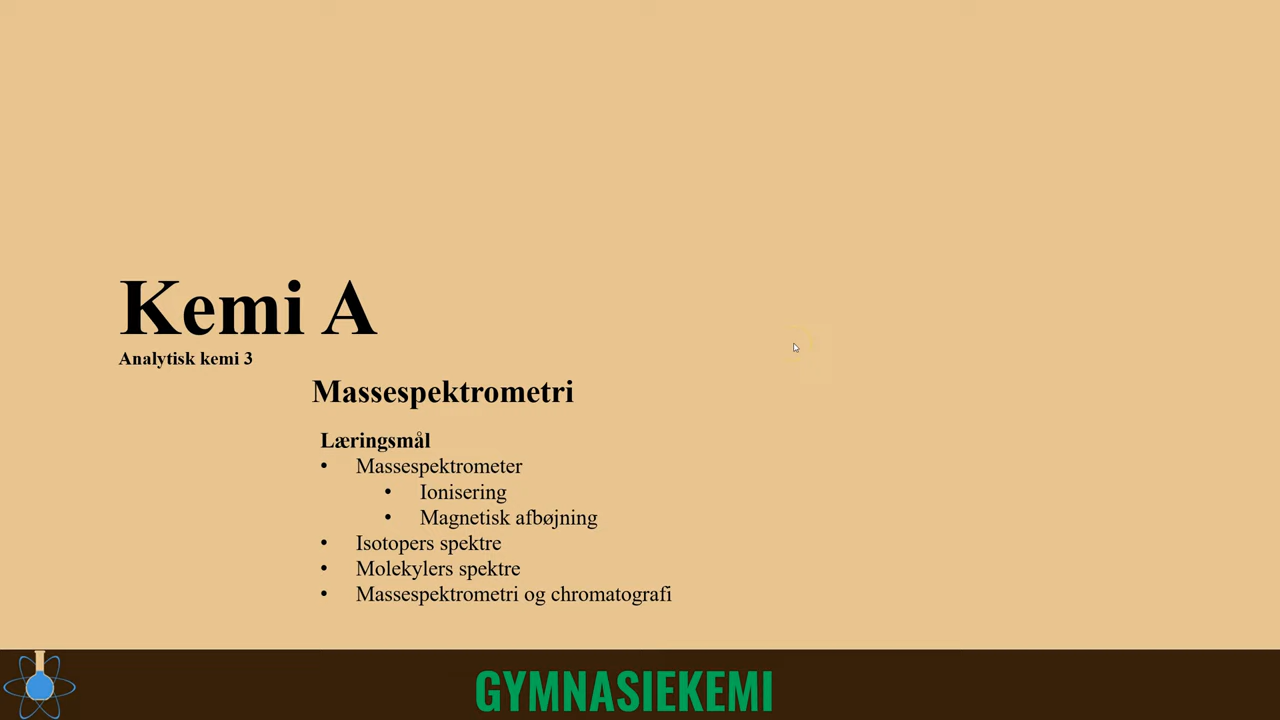 Kemi A
Analytisk kemi 3
Massespektrometri
Læringsmål
• Massespektrometer
• Ionisering
• Magnetisk afbøjning
• Isotopers spektre
• Molekylers spektre
• Massespektrometri og chromatografi
GYMNASIEKEMI